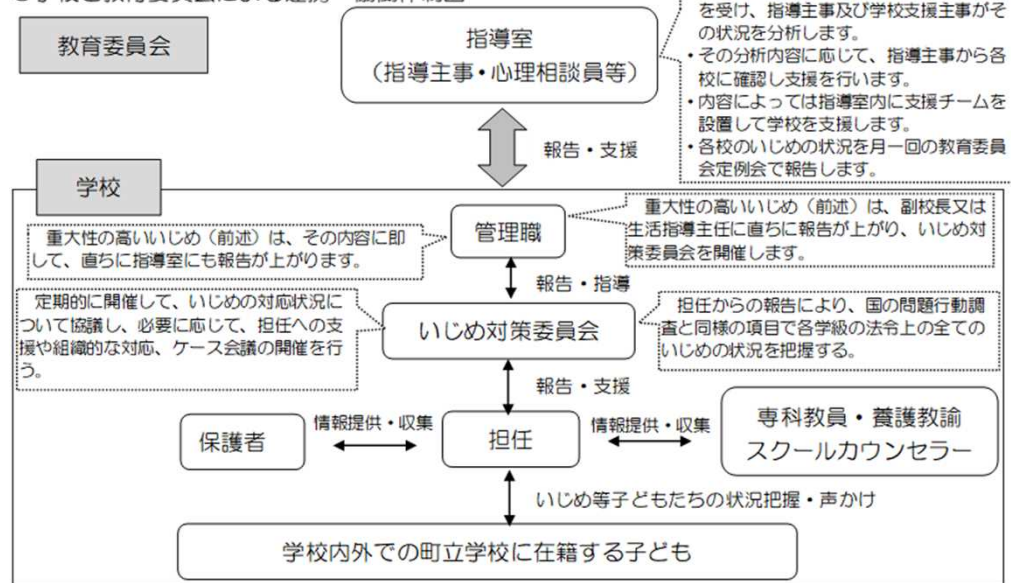 教育委員会
指導室
（指導主事・心理相談員等）
を受け、指導主事及び学校支援主事がそ
の状況を分析します。
・その分析内容に応じて、指導主事から各
校に確認し支援を行います。
・内容によっては指導室内に支援チームを
設置して学校を支援します。
・各校のいじめの状況を月一回の教育委員
会定例会で報告します。
報告・支援
学校
管理職
重大性の高いいじめ（前述）は、副校長又は
生活指導主任に直ちに報告が上がり、いじめ対
策委員会を開催します。
重大性の高いいじめ（前述）は、その内容に即
して、直ちに指導室にも報告が上がります。
報告・指導
定期的に開催して、いじめの対応状況に
ついて協議し、必要に応じて、担任への支
援や組織的な対応、ケース会議の開催を行
う。
いじめ対策委員会
担任からの報告により、国の問題行動調
査と同様の項目で各学級の法令上の全ての
いじめの状況を把握する。
報告・支援
保護者
情報提供・収集
担任
情報提供・収集
専科教員・養護教諭
スクールカウンセラー
いじめ等子どもたちの状況把握・声かけ
学校内外での町立学校に在籍する子ども